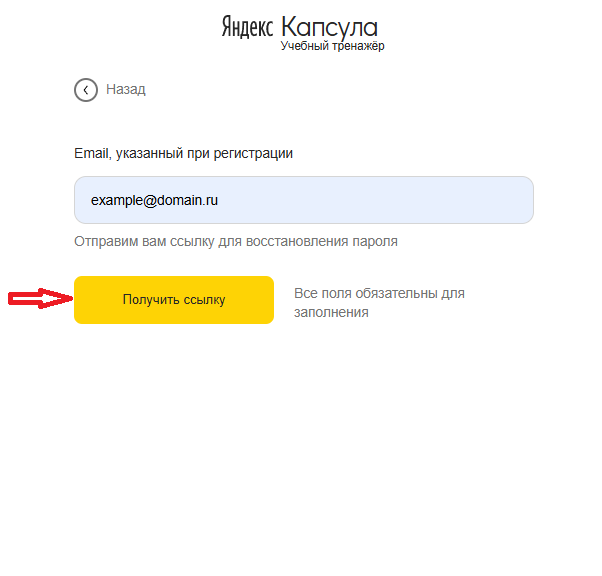 Яндекс Капсула
Учебный тренажёр
Назад
Email, указанный при регистрации
example@domain.ru
Отправим вам ссылку для восстановления пароля
Получить ссылку
Все поля обязательны для
заполнения